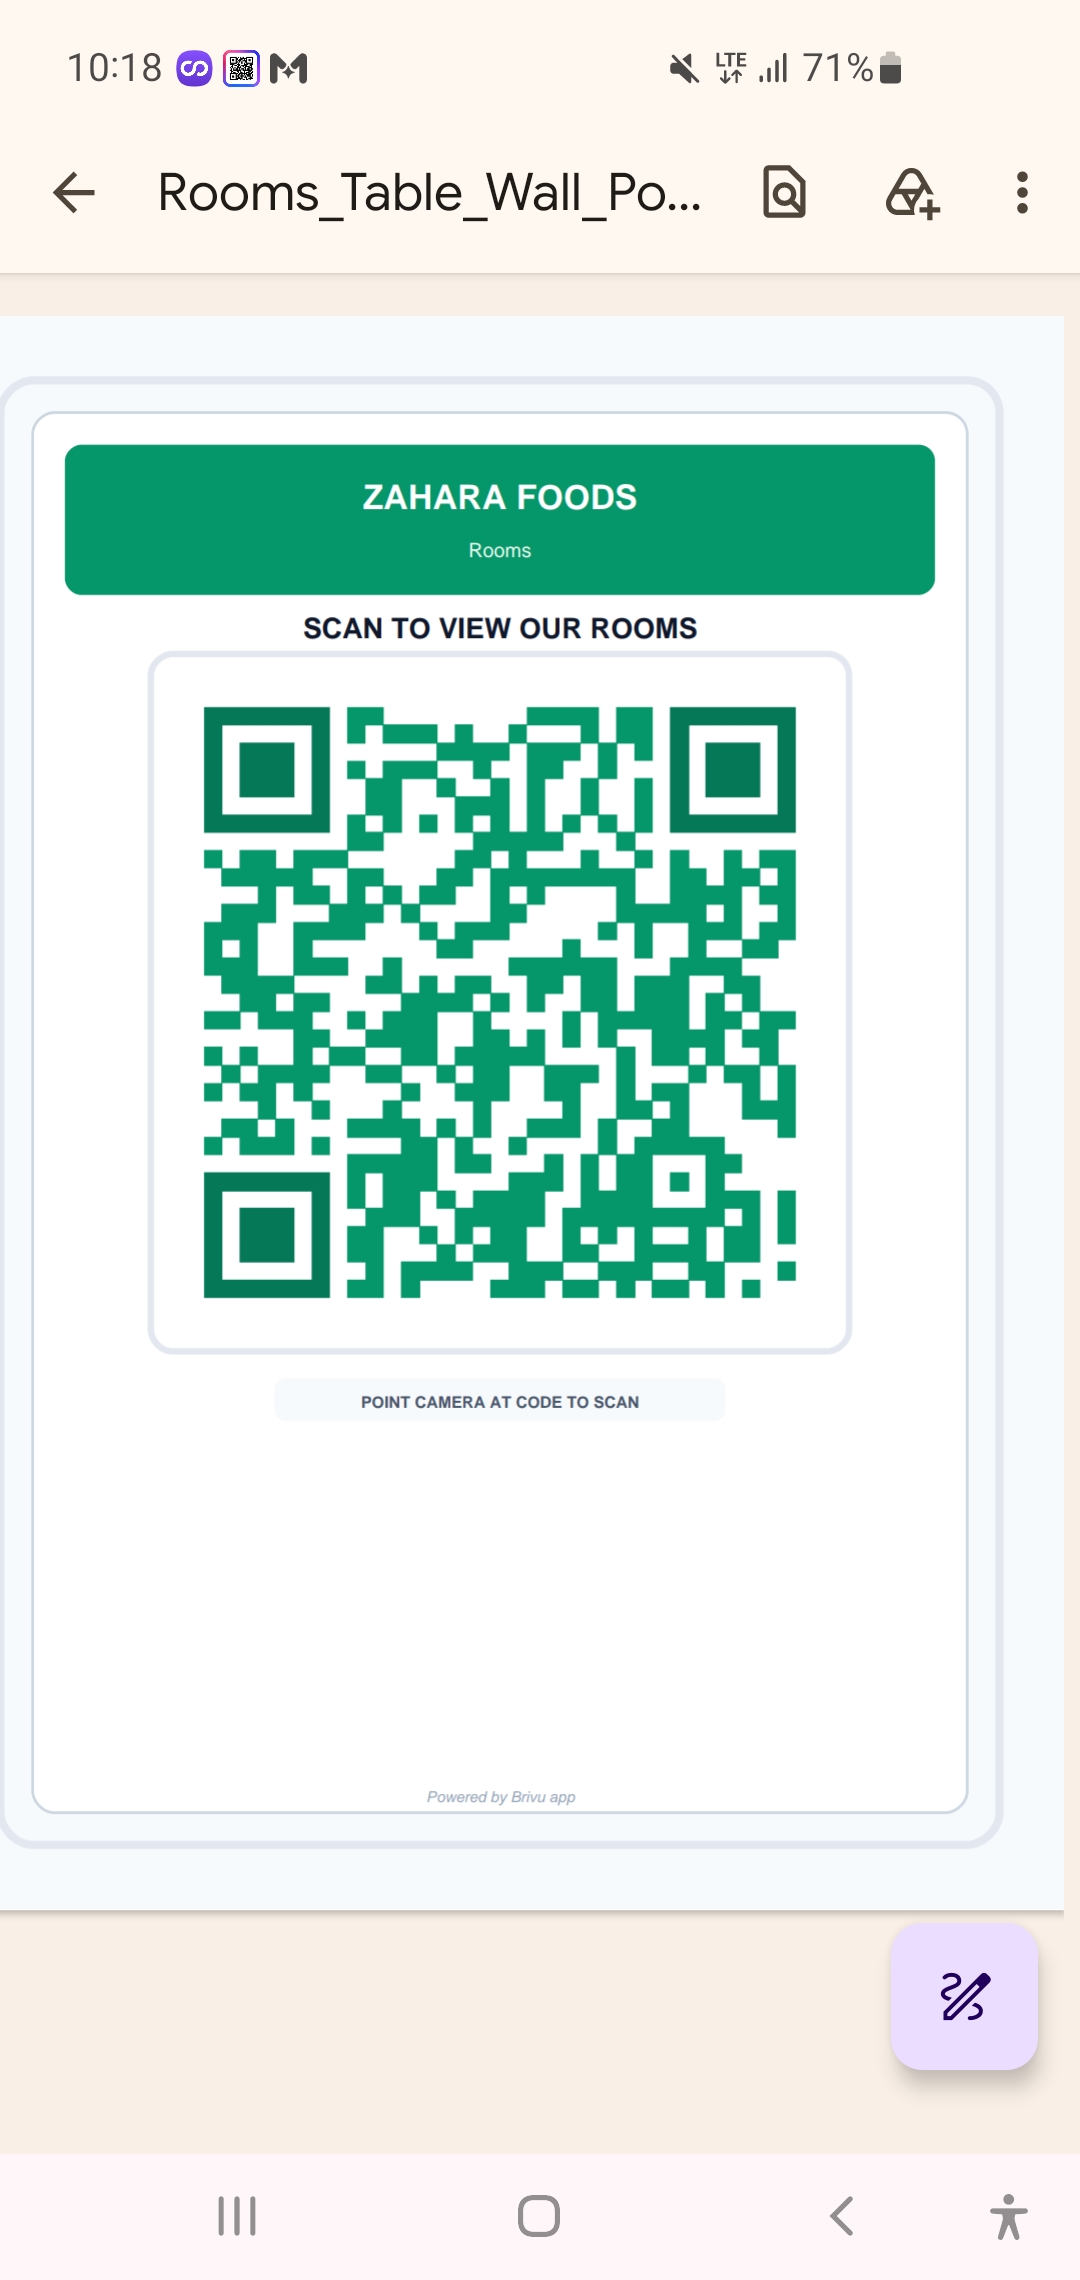 10:18
LTE
71%
Rooms_Table_Wall_Po...
ZAHARA FOODS
Rooms
SCAN TO VIEW OUR ROOMS
POINT CAMERA AT CODE TO SCAN
Powered by Brivu app